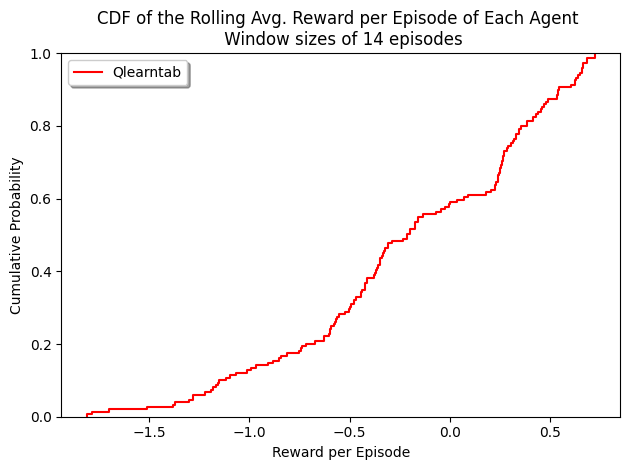 CDF of the Rolling Avg. Reward per Episode of Each Agent
Window sizes of 14 episodes
Qlearntab
Cumulative Probability
1.0
0.8
0.6
0.4
0.2
0.0
−1.5 −1.0 −0.5 0.0 0.5
Reward per Episode